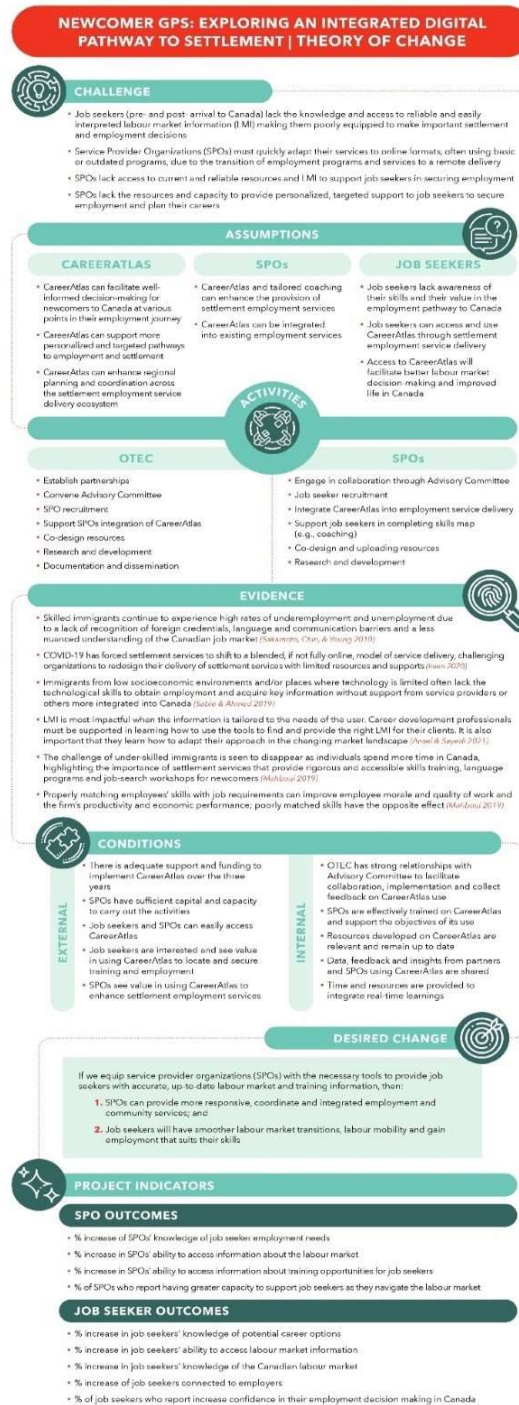 NEWCOMER GPS: EXPLORING AN INTEGRATED DIGITAL
PATHWAY TO SETTLEMENT | THEORY OF CHANGE
CHALLENGE
• Job seekers (pre- and post- arrival to Canada) lack the knowledge and access to reliable and easily
interpreted labour market information (LMI) making them poorly equipped to make important settlement
and employment decisions
• Service Provider Organizations (SPOs) must quickly adapt their services to online formats, often using basic
or outdated programs, due to the transition of employment programs and services to a remote delivery
• SPOs lack access to current and reliable resources and LMI to support job seekers in securing employment
• SPOs lack the resources and capacity to provide personalized, targeted support to job seekers to secure
employment and plan their careers
ASSUMPTIONS
CAREERATLAS
• CareerAtlas can facilitate well-
informed decision-making for
newcomers to Canada at various
points in their employment journey
• CareerAtlas can support more
personalized and targeted pathways
to employment and settlement
• CareerAtlas can enhance regional
planning and coordination across
the settlement employment service
delivery ecosystem
SPOs
• CareerAtlas and tailored coaching
can enhance the provision of
settlement employment services
• CareerAtlas can be integrated
into existing employment services
JOB SEEKERS
• Job seekers lack awareness of
their skills and their value in the
employment pathway to Canada
• Job seekers can access and use
CareerAtlas through settlement
employment service delivery
• Access to CareerAtlas will
facilitate better labour market
decision-making and improved
life in Canada
ACTIVITIES
OTEC
• Establish partnerships
• Convene Advisory Committee
• SPO recruitment
• Support SPOs integration of CareerAtlas
• Co-design resources
• Research and development
• Documentation and dissemination
SPOs
• Engage in collaboration through Advisory Committee
• Job seeker recruitment
• Integrate CareerAtlas into employment service delivery
• Support job seekers in completing skills map
(e.g., coaching)
• Co-design and uploading resources
• Research and development
EVIDENCE
• Skilled immigrants continue to experience high rates of underemployment and unemployment due
to a lack of recognition of foreign credentials, language and communication barriers and a less
nuanced understanding of the Canadian job market (Sakamoto, Chin, & Young 2010)
• COVID-19 has forced settlement services to shift to a blended, if not fully online, model of service delivery, challenging
organizations to redesign their delivery of settlement services with limited resources and supports (Keen 2020)
• Immigrants from low socioeconomic environments and/or places where technology is limited often lack the
technological skills to obtain employment and acquire key information without support from service providers or
others more integrated into Canada (Sabie & Ahmed 2019)
• LMI is most impactful when the information is tailored to the needs of the user. Career development professionals
must be supported in learning how to use the tools to find and provide the right LMI for their clients. It is also
important that they learn how to adapt their approach in the changing market landscape (Ansel & Sayedi 2021)
• The challenge of under-skilled immigrants is seen to disappear as individuals spend more time in Canada,
highlighting the importance of settlement services that provide rigorous and accessible skills training, language
programs and job-search workshops for newcomers (Mahboubi 2019)
• Properly matching employees' skills with job requirements can improve employee morale and quality of work and
the firm's productivity and economic performance; poorly matched skills have the opposite effect (Mahboubi 2019)
CONDITIONS
EXTERNAL
• There is adequate support and funding to
implement CareerAtlas over the three
years
• SPOs have sufficient capital and capacity
to carry out the activities
• Job seekers and SPOs can easily access
CareerAtlas
• Job seekers are interested and see value
in using CareerAtlas to locate and secure
training and employment
• SPOs see value in using CareerAtlas to
enhance settlement employment services
INTERNAL
• OTEC has strong relationships with
Advisory Committee to facilitate
collaboration, implementation and collect
feedback on CareerAtlas use
• SPOs are effectively trained on CareerAtlas
and support the objectives of its use
• Resources developed on CareerAtlas are
relevant and remain up to date
• Data, feedback and insights from partners
and SPOs using CareerAtlas are shared
• Time and resources are provided to
integrate real-time learnings
DESIRED CHANGE
If we equip service provider organizations (SPOs) with the necessary tools to provide job
seekers with accurate, up-to-date labour market and training information, then:
1. SPOs can provide more responsive, coordinate and integrated employment and
community services; and
2. Job seekers will have smoother labour market transitions, labour mobility and gain
employment that suits their skills
PROJECT INDICATORS
SPO OUTCOMES
• % increase of SPOs' knowledge of job seeker employment needs
• % increase in SPOs' ability to access information about the labour market
• % increase in SPOs' ability to access information about training opportunities for job seekers
• % of SPOs who report having greater capacity to support job seekers as they navigate the labour market
JOB SEEKER OUTCOMES
• % increase in job seekers' knowledge of potential career options
• % increase in job seekers' ability to access labour market information
• % increase in job seekers' knowledge of the Canadian labour market
• % increase of job seekers connected to employers
• % of job seekers who report increase confidence in their employment decision making in Canada